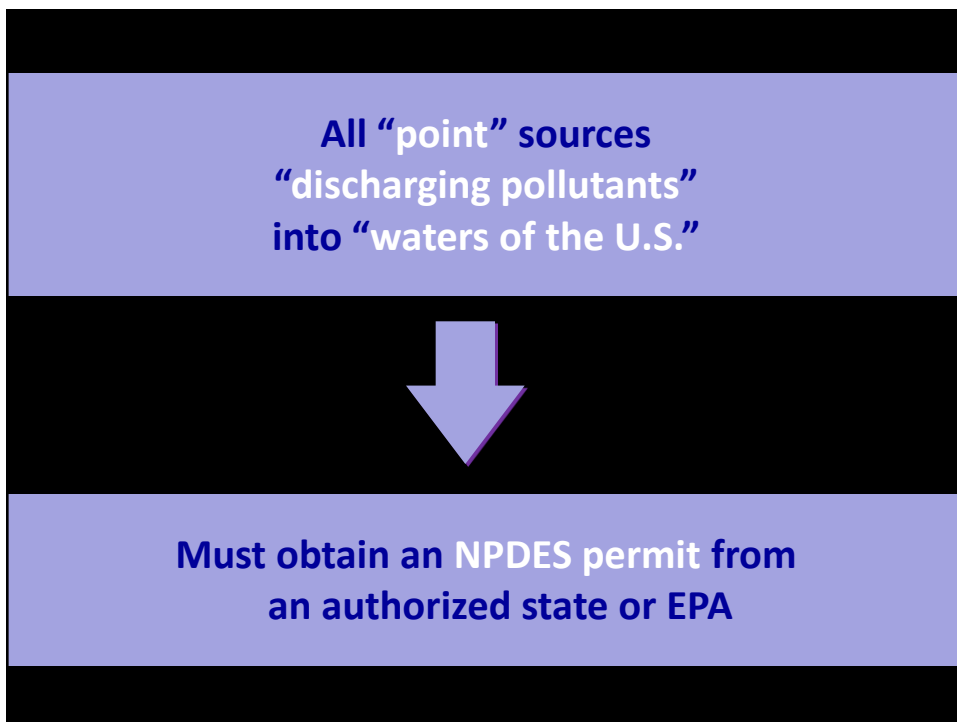 All “point” sources
“discharging pollutants”
into “waters of the U.S.”
Must obtain an NPDES permit from
an authorized state or EPA